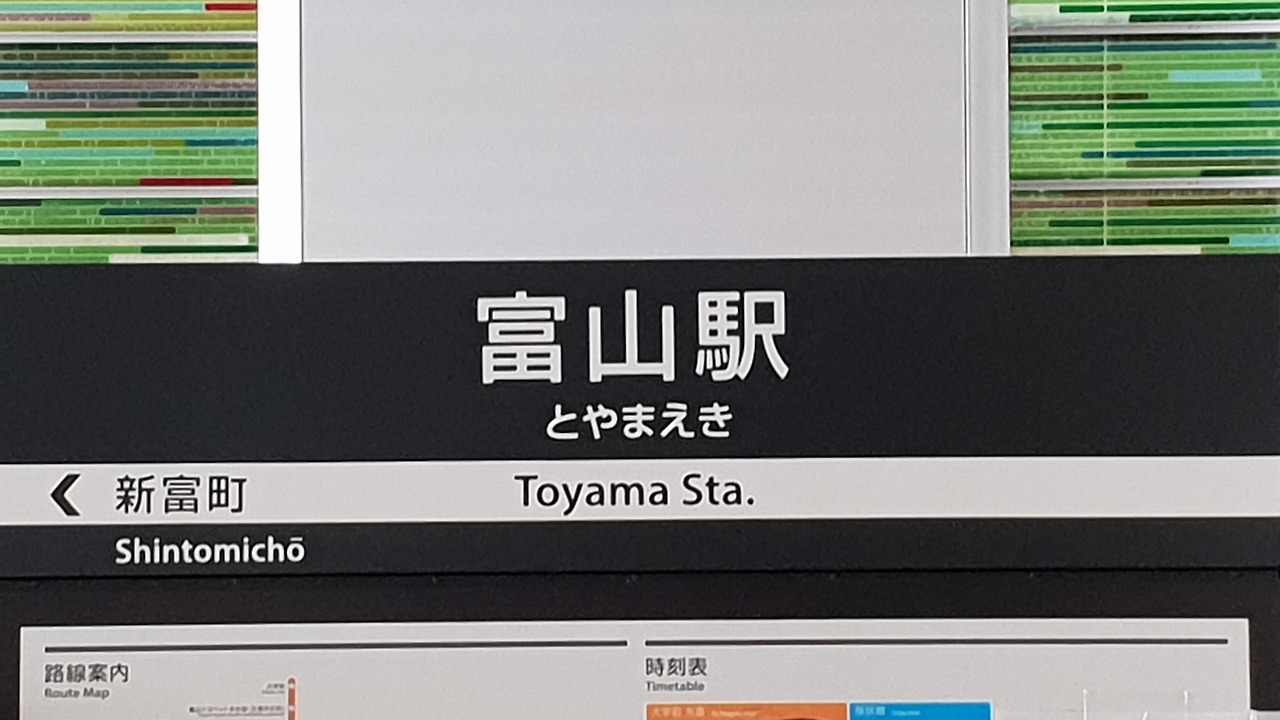 富山駅
とやまえき
新富町
Toyama Sta.
Shintomichō
路線案内
Route Map
時刻表
Timetable